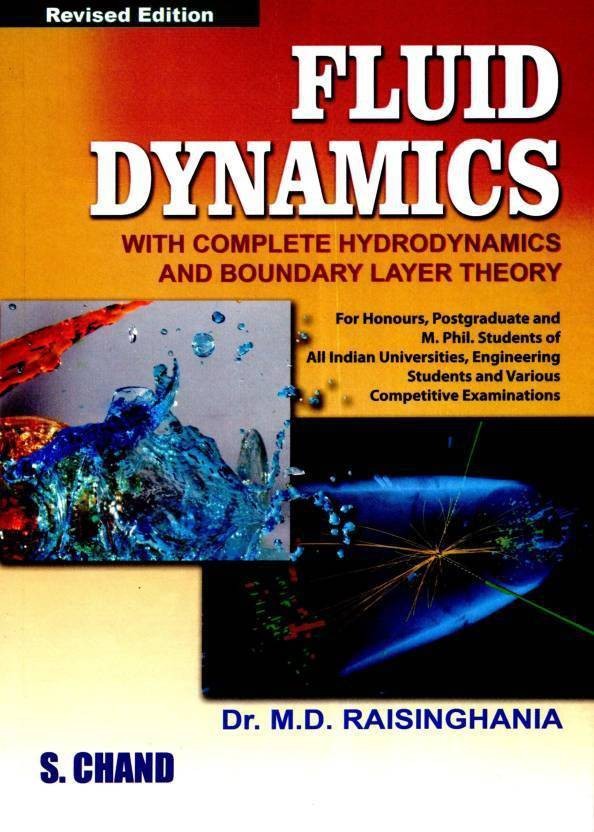 Revised Edition
FLUID
DYNAMICS
WITH COMPLETE HYDRODYNAMICS
AND BOUNDARY LAYER THEORY
For Honours, Postgraduate and
M. Phil. Students of
All Indian Universities, Engineering
Students and Various
Competitive Examinations
Dr. M.D. RAISINGHANIA
S. CHAND